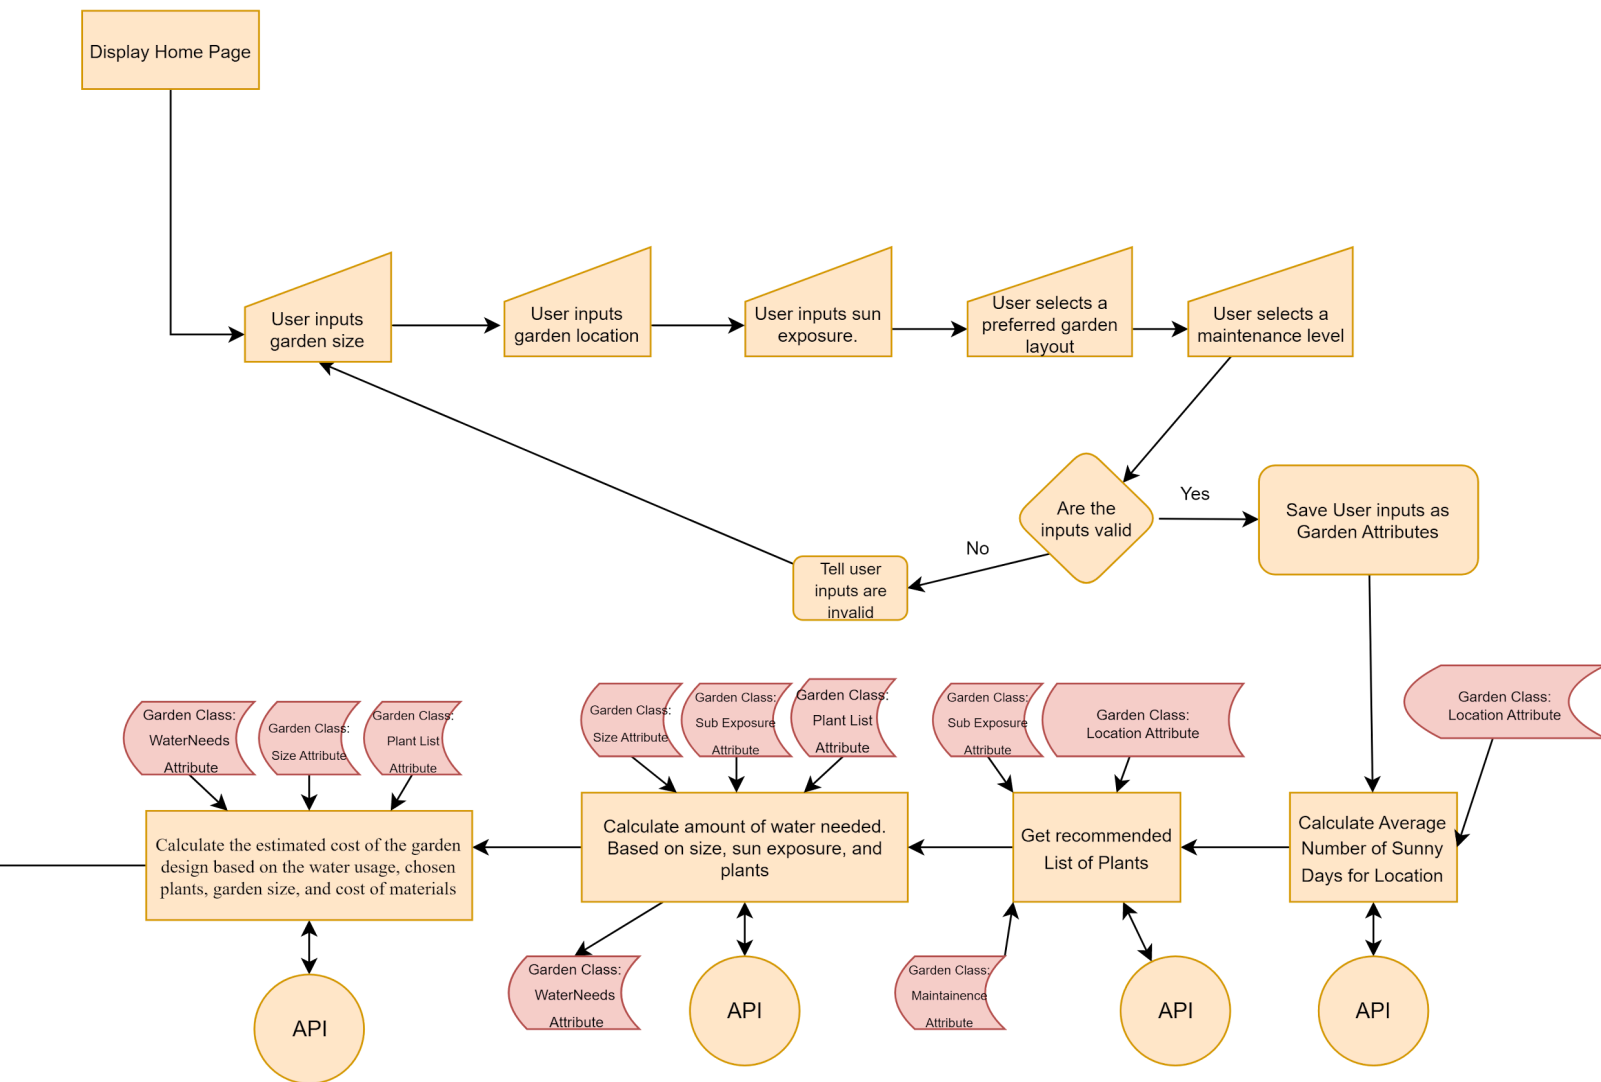 Display Home Page
User inputs
garden size
User inputs
garden location
User inputs sun
exposure.
User selects a
preferred garden
layout
User selects a
maintenance level
Are the
inputs valid
Yes
No
Save User inputs as
Garden Attributes
Tell user
inputs are
invalid
Garden Class:
WaterNeeds
Attribute
Garden Class:
Size Attribute
Garden Class:
Plant List
Attribute
Garden Class:
Size Attribute
Garden Class:
Sub Exposure
Attribute
Garden Class:
Plant List
Attribute
Garden Class:
Sub Exposure
Attribute
Garden Class:
Location Attribute
Garden Class:
Location Attribute
Calculate the estimated cost of the garden
design based on the water usage, chosen
plants, garden size, and cost of materials
Calculate amount of water needed.
Based on size, sun exposure, and
plants
Get recommended
List of Plants
Calculate Average
Number of Sunny
Days for Location
API
Garden Class:
WaterNeeds
Attribute
API
Garden Class:
Maintainence
Attribute
API
API